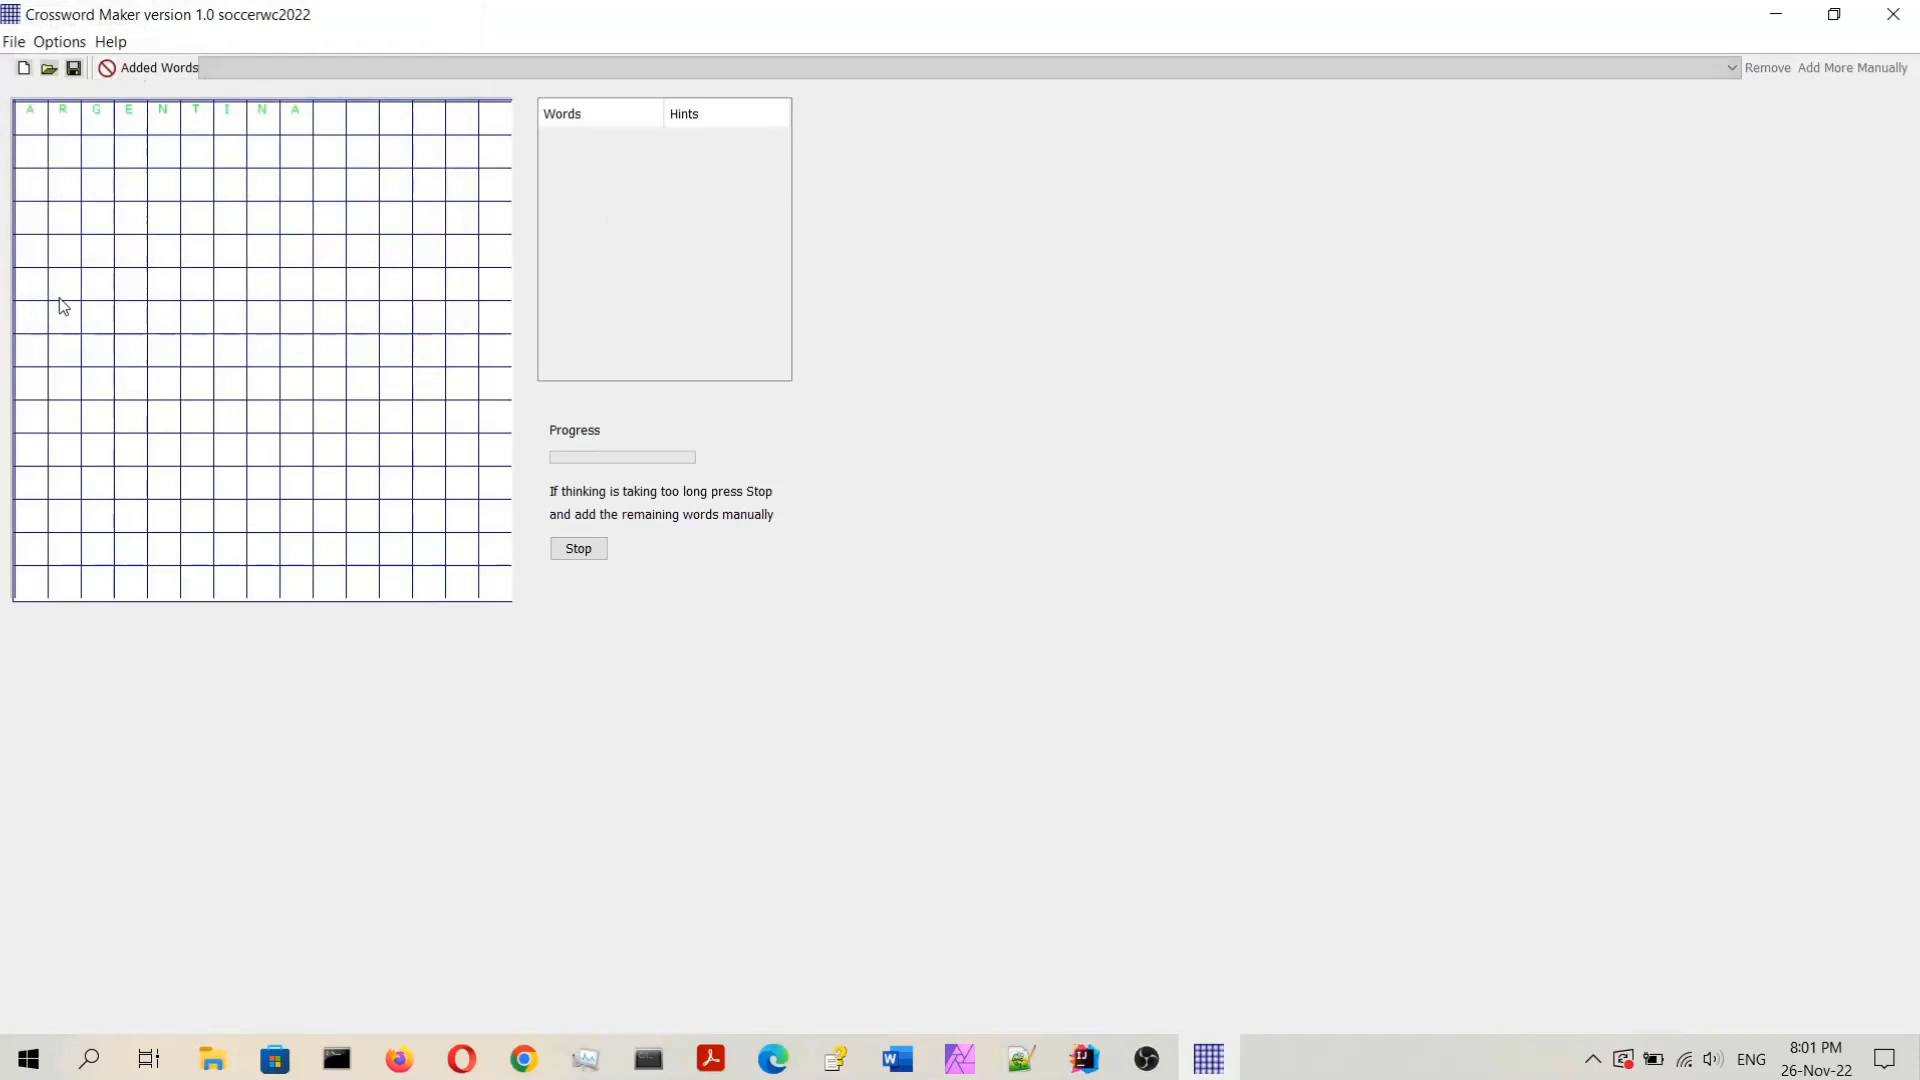 Crossword Maker version 1.0 soccerwc2022
File Options Help
Added Words Remove Add More Manually
A R G E N T I N A
Words Hints
Progress
If thinking is taking too long press Stop
and add the remaining words manually
Stop
ENG
8:01 PM
26-Nov-22